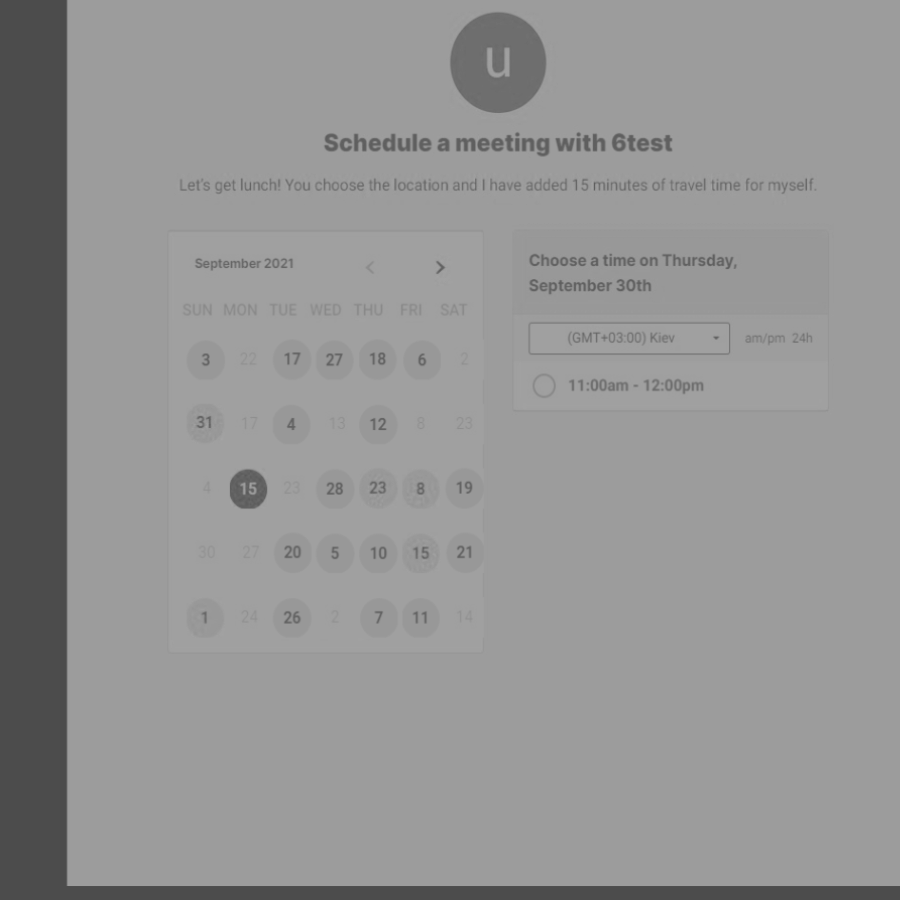 u
Schedule a meeting with 6test
Let's get lunch! You choose the location and I have added 15 minutes of travel time for myself.
September 2021
SUN MON TUE WED THU FRI SAT
3 22 17 27 18 6 2
31 17 4 13 12 8 23
4 15 23 28 23 8 19
30 27 20 5 10 15 21
1 24 26 2 7 11 14
Choose a time on Thursday,
September 30th
(GMT+03:00) Kiev am/pm 24h
11:00am - 12:00pm